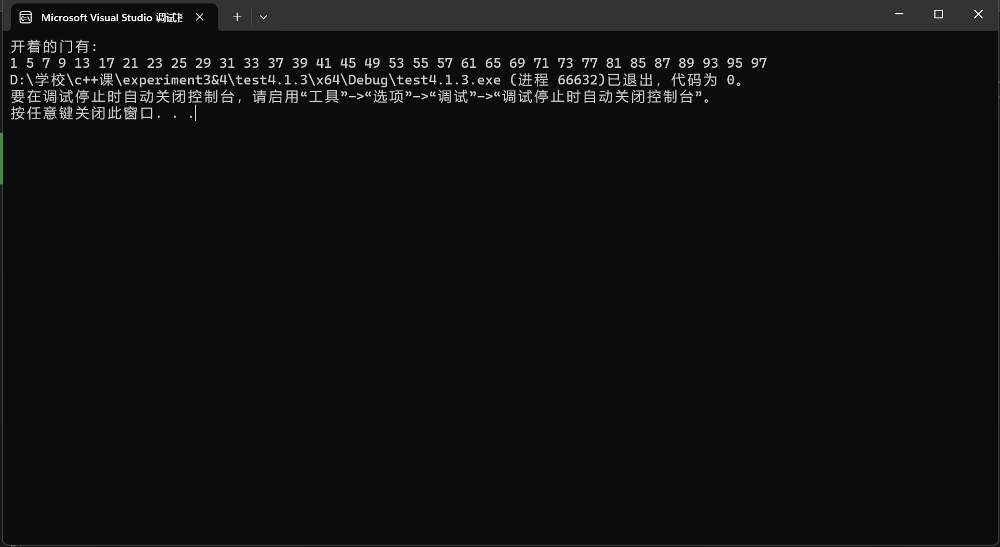 Microsoft Visual Studio 调试
开着的门有:
1 5 7 9 13 17 21 23 25 29 31 33 37 39 41 45 49 53 55 57 61 65 69 71 73 77 81 85 87 89 93 95 97
D:\学校\c++课\experiment3&4\test4.1.3\x64\Debug\test4.1.3.exe (进程 66632)已退出，代码为 0。
要在调试停止时自动关闭控制台，请启用“工具”->“选项”->“调试”->“调试停止时自动关闭控制台”。
按任意键关闭此窗口. . .